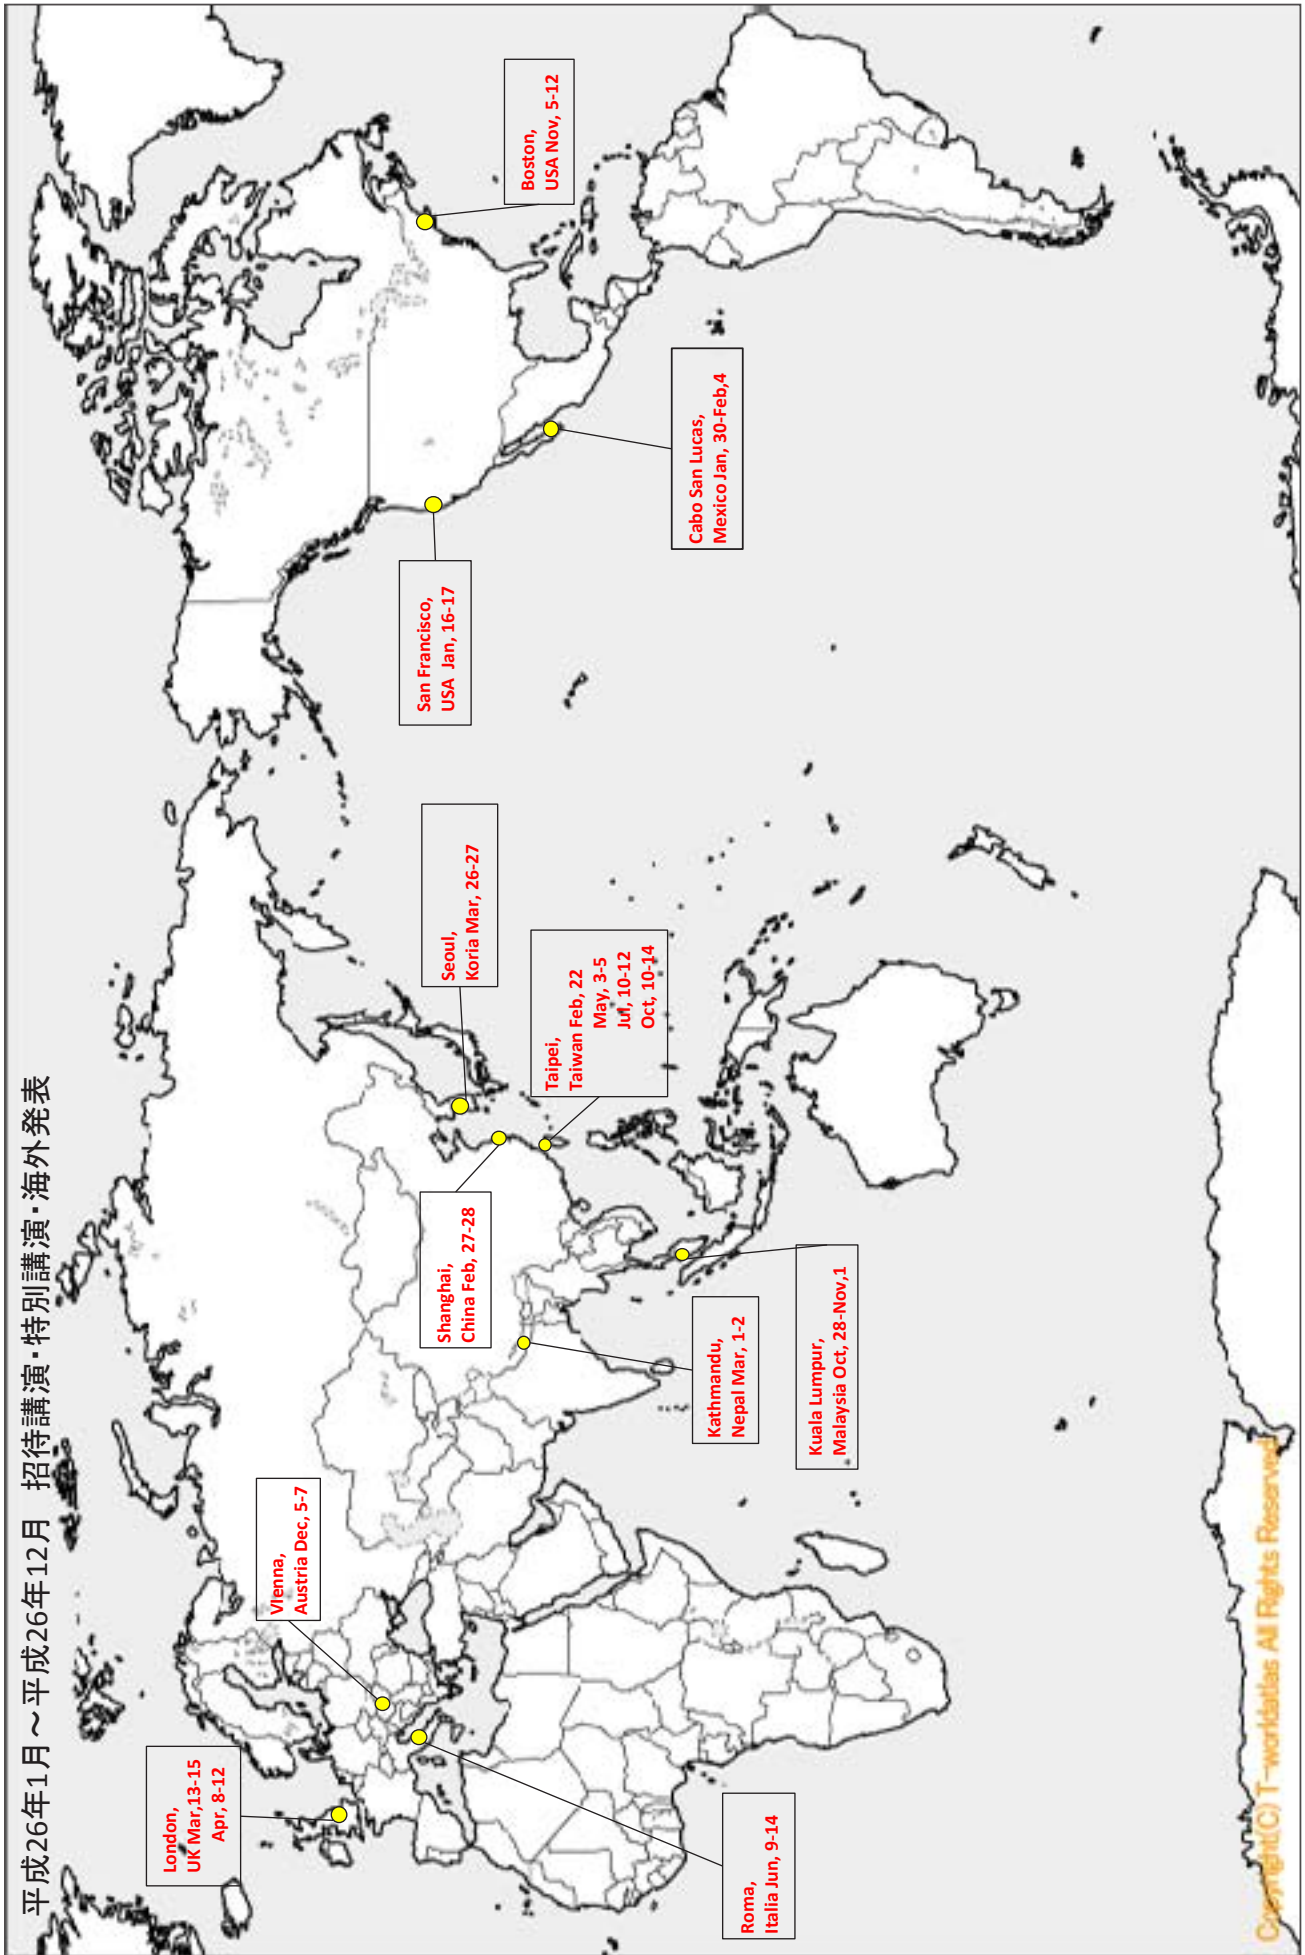 平成26年1月～平成26年12月　招待講演・特別講演・海外発表
London,
UK Mar,13-15
Apr, 8-12
Vienna,
Austria Dec, 5-7
Roma,
Italia Jun, 9-14
Shanghai,
China Feb, 27-28
Kathmandu,
Nepal Mar, 1-2
Kuala Lumpur,
Malaysia Oct, 28-Nov,1
Seoul,
Koria Mar, 26-27
Taipei,
Taiwan Feb, 22
May, 3-5
Jul, 10-12
Oct, 10-14
San Francisco,
USA Jan, 16-17
Cabo San Lucas,
Mexico Jan, 30-Feb,4
Boston,
USA Nov, 5-12
Copyright(C) T-worldatlas All Rights Reserved